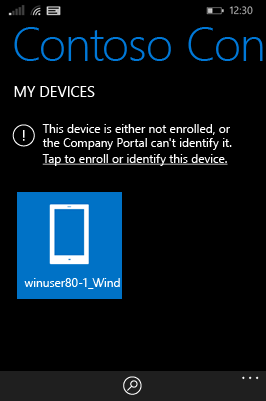 12:30
Contoso Con
MY DEVICES
This device is either not enrolled, or
the Company Portal can't identify it.
Tap to enroll or identify this device.
winuser80-1_Wind